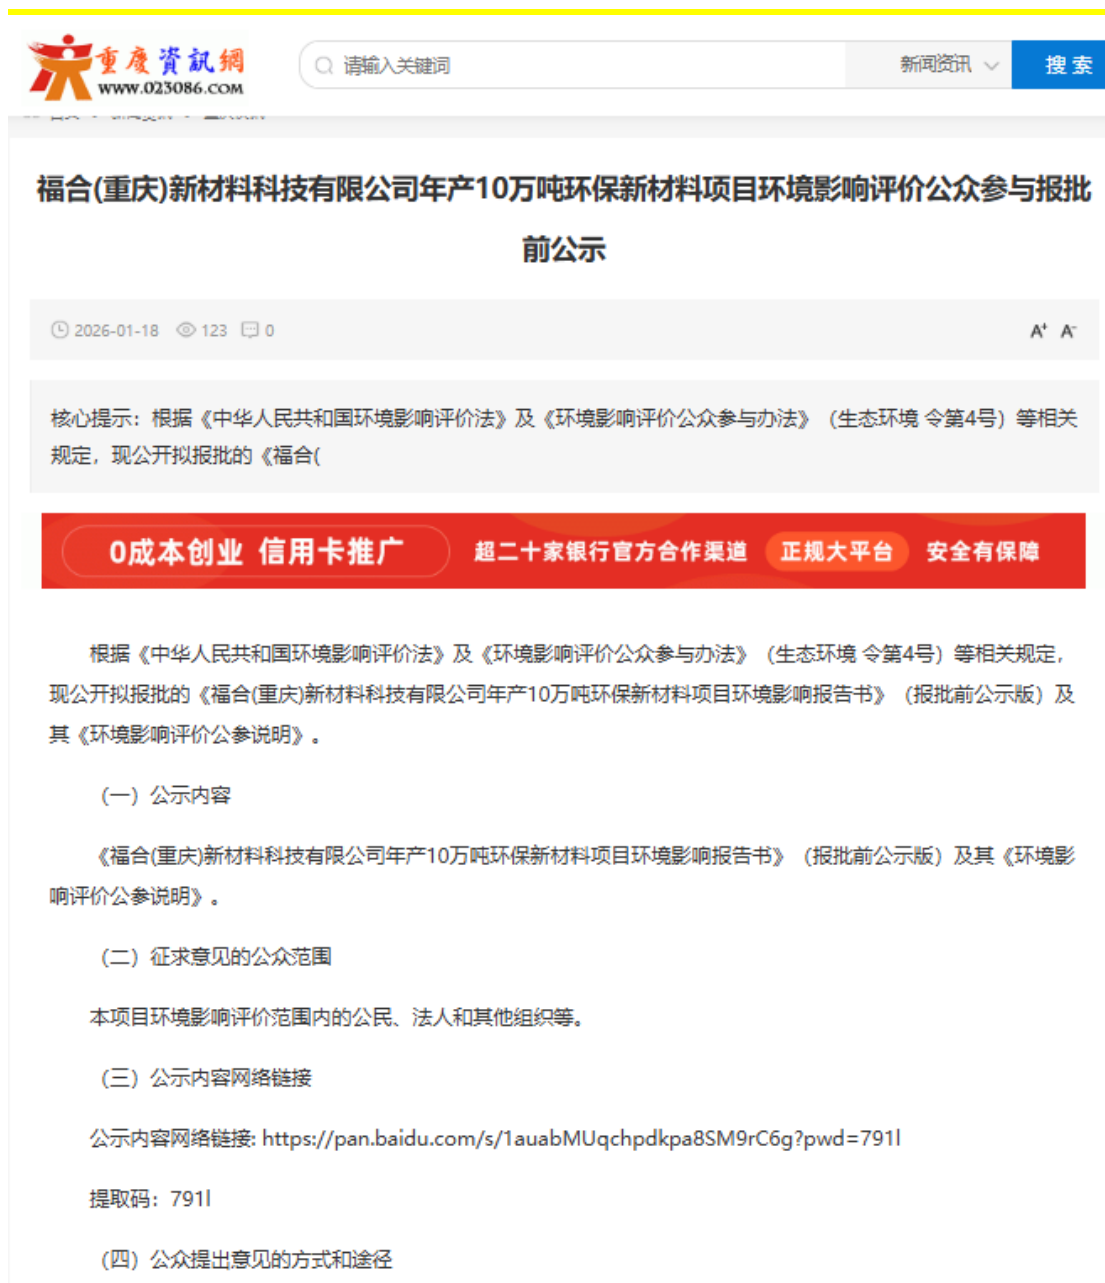 重慶資訊網
www.023086.com
请输入关键词
新闻资讯
搜 索
福合(重庆)新材料科技有限公司年产10万吨环保新材料项目环境影响评价公众参与报批
前公示
2026-01-18 123 0
A+ A-
核心提示：根据《中华人民共和国环境影响评价法》及《环境影响评价公众参与办法》（生态环境 令第4号）等相关
规定，现公开拟报批的《福合(
0成本创业 信用卡推广 超二十家银行官方合作渠道 正规大平台 安全有保障
根据《中华人民共和国环境影响评价法》及《环境影响评价公众参与办法》（生态环境 令第4号）等相关规定，
现公开拟报批的《福合(重庆)新材料科技有限公司年产10万吨环保新材料项目环境影响报告书》（报批前公示版）及
其《环境影响评价公参说明》。
（一）公示内容
《福合(重庆)新材料科技有限公司年产10万吨环保新材料项目环境影响报告书》（报批前公示版）及其《环境影
响评价公参说明》。
（二）征求意见的公众范围
本项目环境影响评价范围内的公民、法人和其他组织等。
（三）公示内容网络链接
公示内容网络链接: https://pan.baidu.com/s/1auabMUqchpdkpa8SM9rC6g?pwd=791l
提取码：791l
（四）公众提出意见的方式和途径